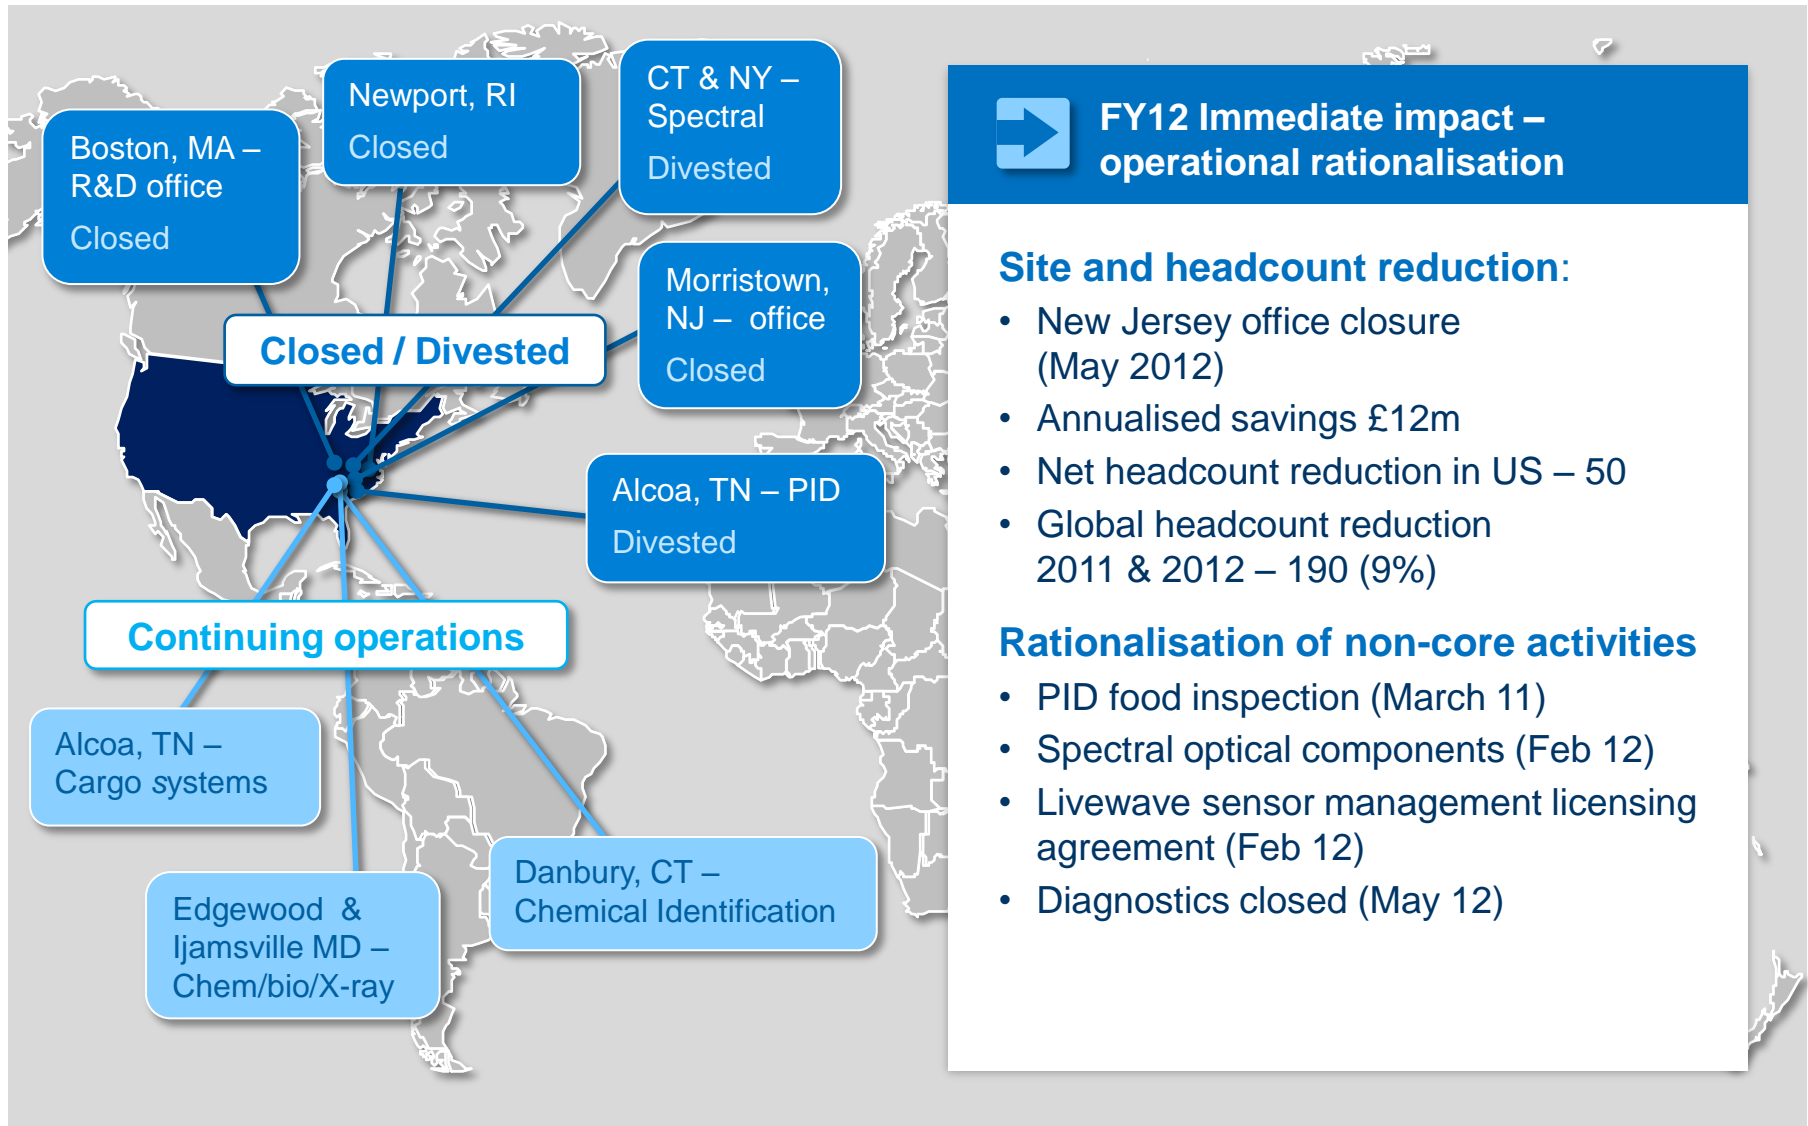 Boston, MA –
R&D office
Closed
Newport, RI
Closed
CT & NY –
Spectral
Divested
Morristown,
NJ – office
Closed
Closed / Divested
Alcoa, TN – PID
Divested
Continuing operations
Alcoa, TN –
Cargo systems
Edgewood &
Ijamsville MD –
Chem/bio/X-ray
Danbury, CT –
Chemical Identification
FY12 Immediate impact –
operational rationalisation
Site and headcount reduction:
• New Jersey office closure
(May 2012)
• Annualised savings £12m
• Net headcount reduction in US – 50
• Global headcount reduction
2011 & 2012 – 190 (9%)
Rationalisation of non-core activities
• PID food inspection (March 11)
• Spectral optical components (Feb 12)
• Livewave sensor management licensing
agreement (Feb 12)
• Diagnostics closed (May 12)